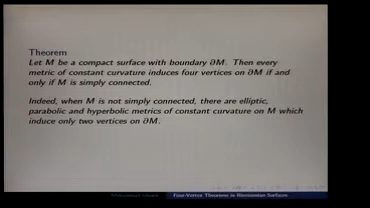 Theorem
Let M be a compact surface with boundary ∂M. Then every
metric of constant curvature induces four vertices on ∂M if and
only if M is simply connected.
Indeed, when M is not simply connected, there are elliptic,
parabolic and hyperbolic metrics of constant curvature on M which
induce only two vertices on ∂M.
Four-Vertex Theorems in Riemannian Surfaces